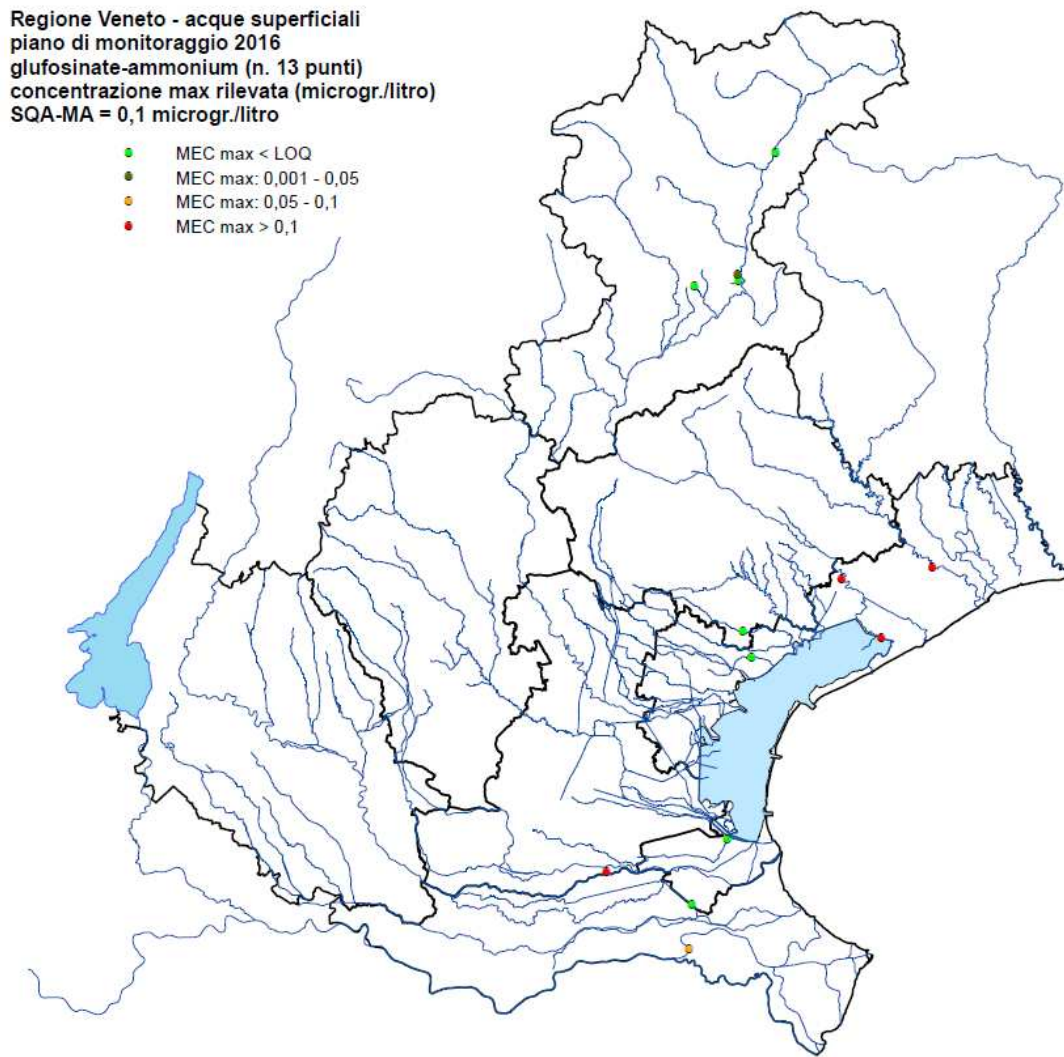 Regione Veneto - acque superficiali
piano di monitoraggio 2016
glufosinate-ammonium (n. 13 punti)
concentrazione max rilevata (microgr./litro)
SQA-MA = 0,1 microgr./litro
MEC max < LOQ
MEC max: 0,001 - 0,05
MEC max: 0,05 - 0,1
MEC max > 0,1